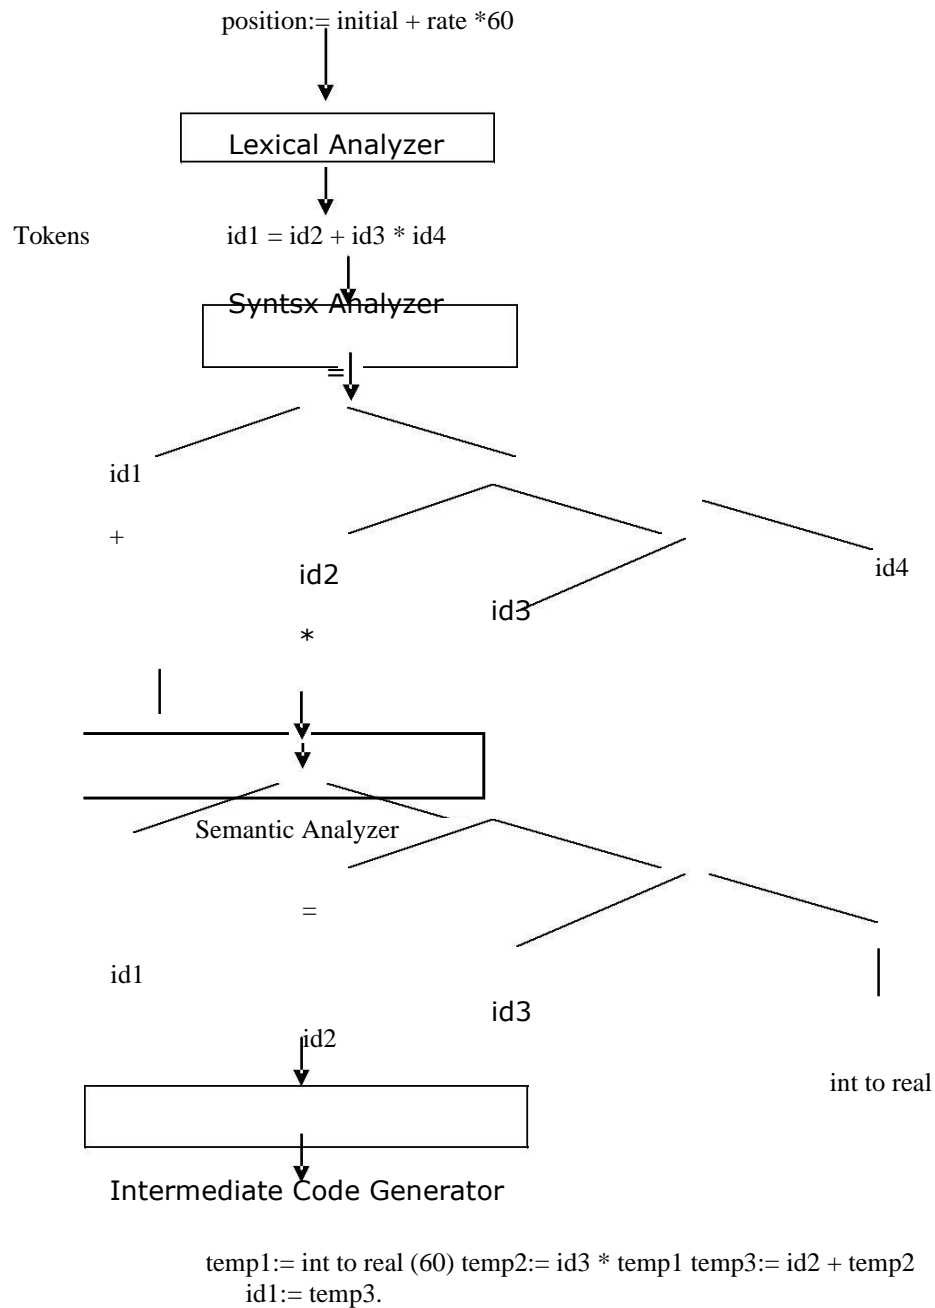 position:= initial + rate *60
Lexical Analyzer
Tokens id1 = id2 + id3 * id4
Syntsx Analyzer
=
id1
+
id4
id2
id3
*
Semantic Analyzer
=
id1
id3
id2
int to real
Intermediate Code Generator
temp1:= int to real (60) temp2:= id3 * temp1 temp3:= id2 + temp2
id1:= temp3.